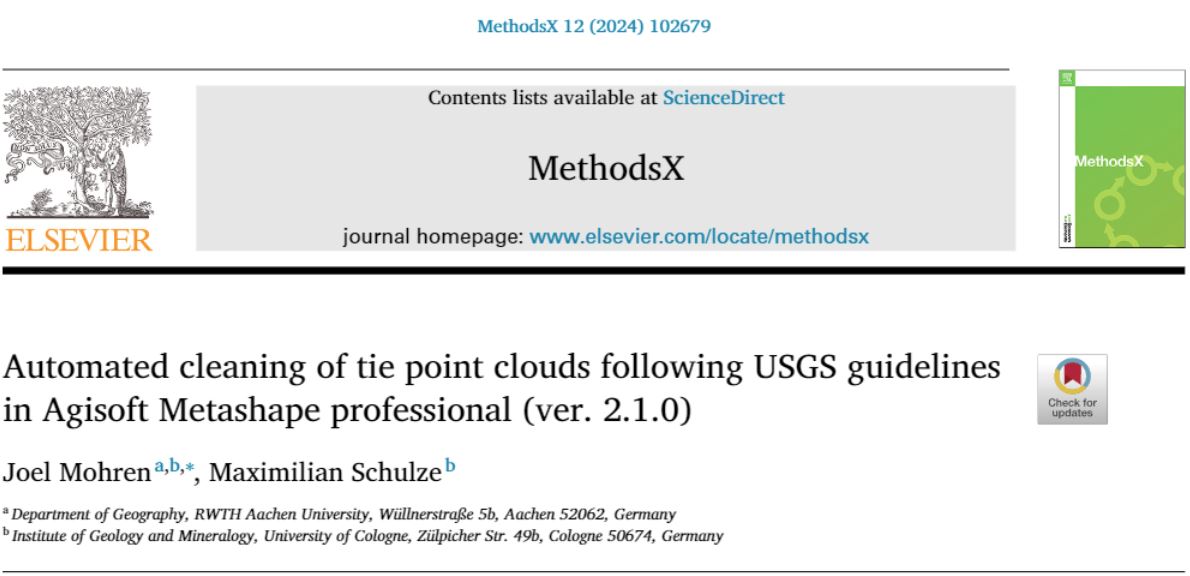 MethodsX 12 (2024) 102679
Contents lists available at ScienceDirect
MethodsX
journal homepage: www.elsevier.com/locate/methodsx
ELSEVIER
MethodsX
Automated cleaning of tie point clouds following USGS guidelines
in Agisoft Metashape professional (ver. 2.1.0)
Check for
updates
Joel Mohren a,b,*, Maximilian Schulze b
a Department of Geography, RWTH Aachen University, Wüllnerstraße 5b, Aachen 52062, Germany
b Institute of Geology and Mineralogy, University of Cologne, Zülpicher Str. 49b, Cologne 50674, Germany